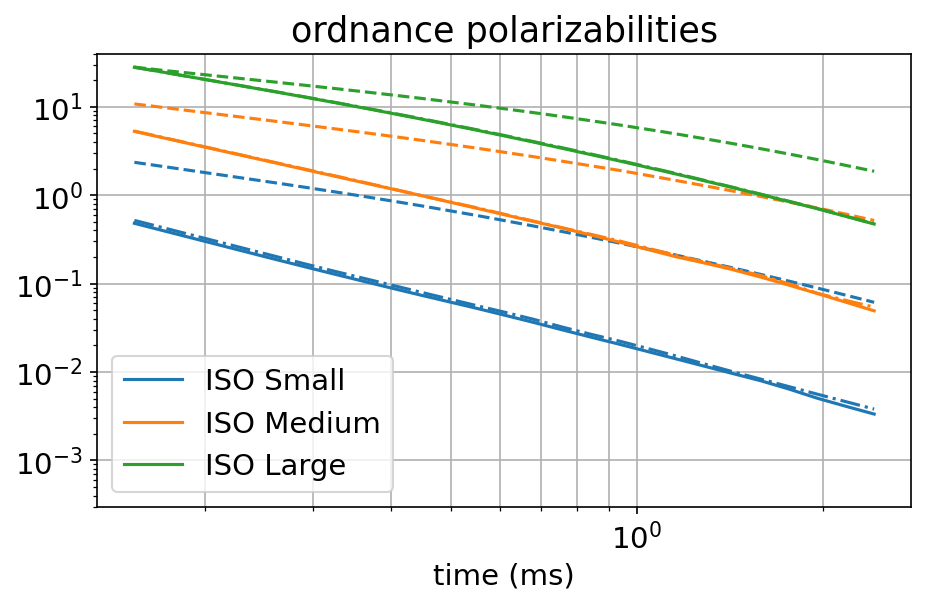 ordnance polarizabilities
10¹
10⁰
10⁻¹
10⁻²
10⁻³
ISO Small
ISO Medium
ISO Large
10⁰
time (ms)